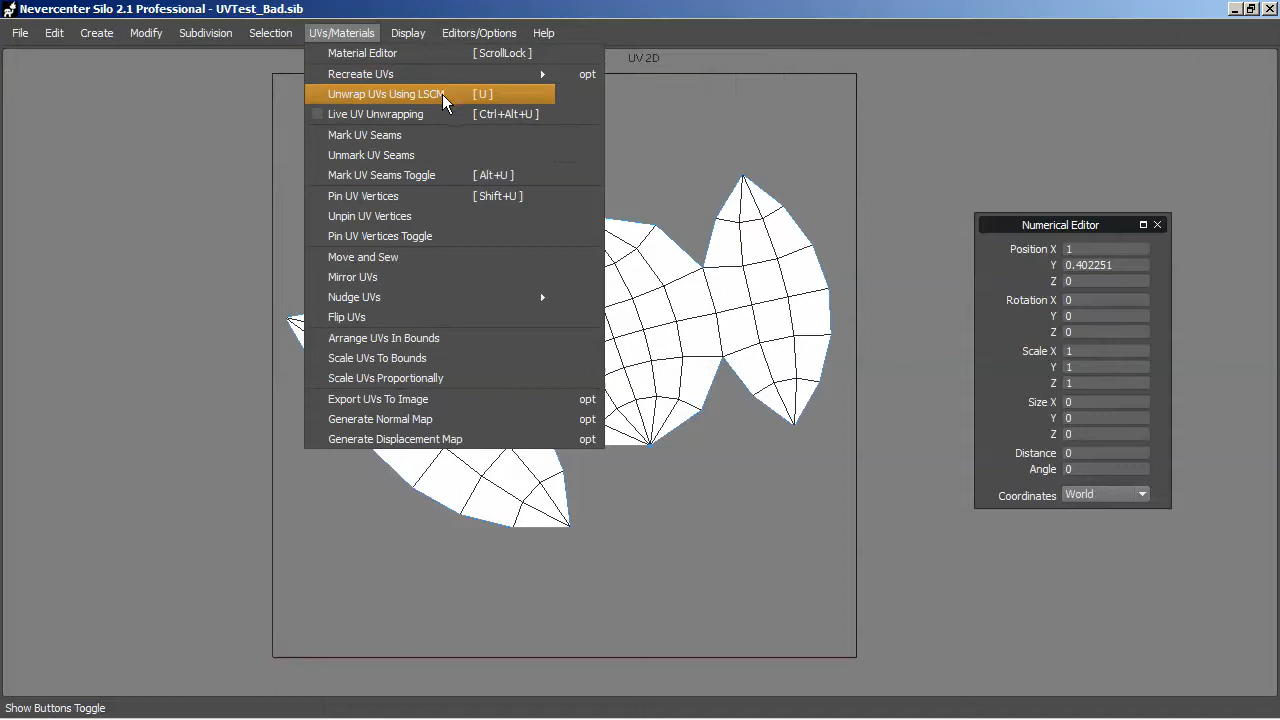 Nevercenter Silo 2.1 Professional - UVTest_Bad.sib
File Edit Create Modify Subdivision Selection UVs/Materials Display Editors/Options Help
UV 2D
Material Editor [ ScrollLock ]
Recreate UVs opt
Unwrap UVs Using LSCM [ U ]
Live UV Unwrapping [ Ctrl+Alt+U ]
Mark UV Seams
Unmark UV Seams
Mark UV Seams Toggle [ Alt+U ]
Pin UV Vertices [ Shift+U ]
Unpin UV Vertices
Pin UV Vertices Toggle
Move and Sew
Mirror UVs
Nudge UVs
Flip UVs
Arrange UVs In Bounds
Scale UVs To Bounds
Scale UVs Proportionally
Export UVs To Image opt
Generate Normal Map opt
Generate Displacement Map opt
Numerical Editor
Position X 1
Y 0.402251
Z 0
Rotation X 0
Y 0
Z 0
Scale X 1
Y 1
Z 1
Size X 0
Y 0
Z 0
Distance 0
Angle 0
Coordinates World
Show Buttons Toggle